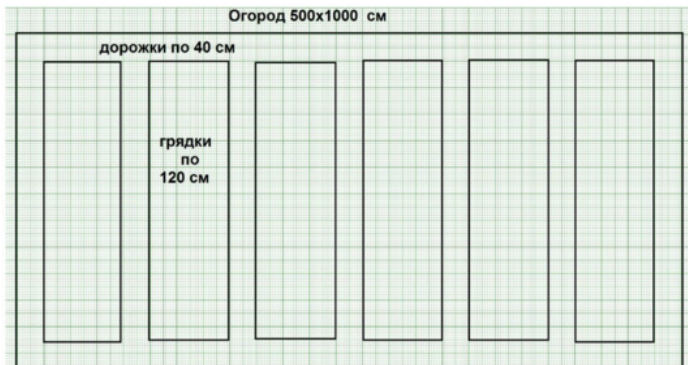 Огород 500х1000 см
дорожки по 40 см
грядки
по
120 см